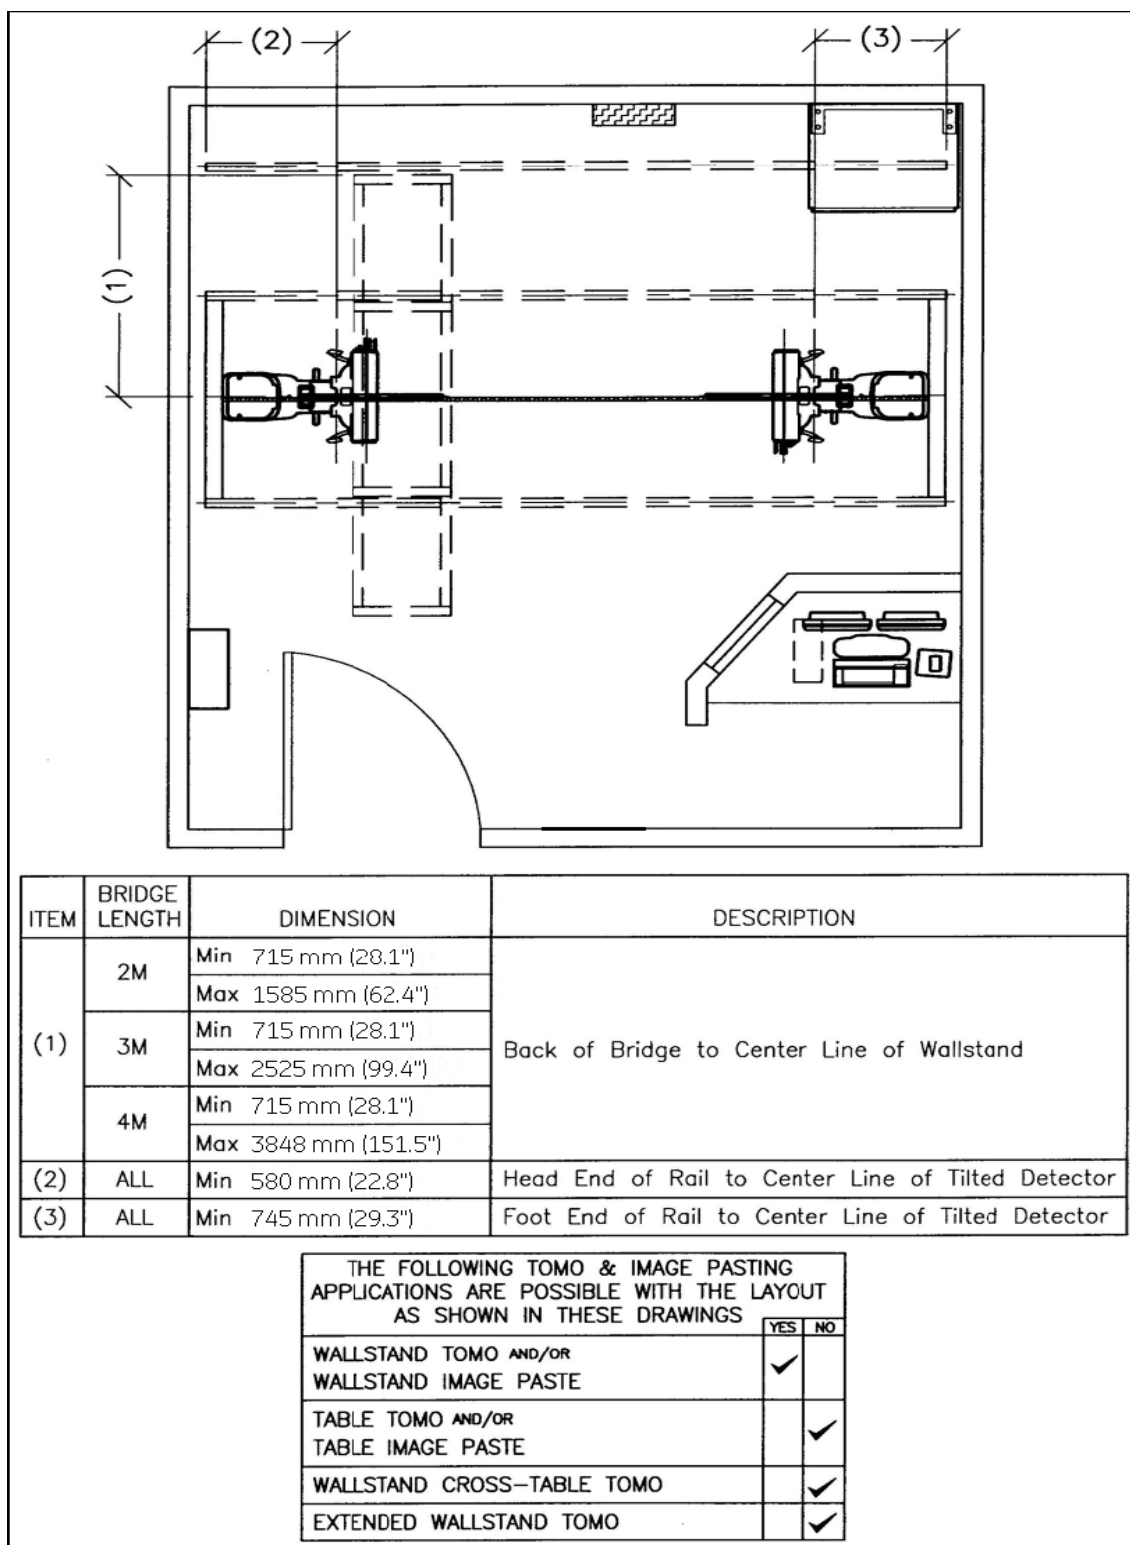 (2)
(3)
(1)
ITEM BRIDGE LENGTH DIMENSION DESCRIPTION
(1) 2M Min 715 mm (28.1") Back of Bridge to Center Line of Wallstand
Max 1585 mm (62.4")
3M Min 715 mm (28.1")
Max 2525 mm (99.4")
4M Min 715 mm (28.1")
Max 3848 mm (151.5")
(2) ALL Min 580 mm (22.8") Head End of Rail to Center Line of Tilted Detector
(3) ALL Min 745 mm (29.3") Foot End of Rail to Center Line of Tilted Detector
THE FOLLOWING TOMO & IMAGE PASTING
APPLICATIONS ARE POSSIBLE WITH THE LAYOUT
AS SHOWN IN THESE DRAWINGS YES NO
WALLSTAND TOMO AND/OR
WALLSTAND IMAGE PASTE ✓
TABLE TOMO AND/OR
TABLE IMAGE PASTE ✓
WALLSTAND CROSS-TABLE TOMO ✓
EXTENDED WALLSTAND TOMO ✓